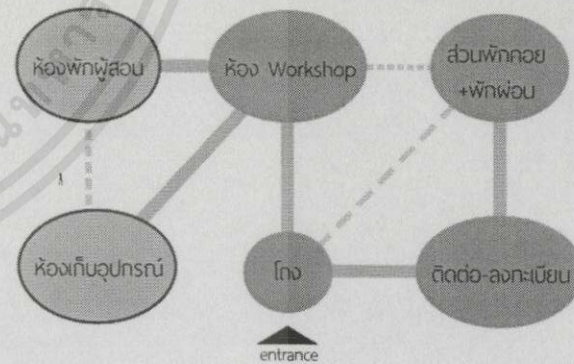 ห้องพักผู้สอน
ห้อง Workshop
ส่วนพักคอย
+พักผ่อน
ห้องเก็บอุปกรณ์
โถง
ติดต่อ-ลงทะเบียน
entrance